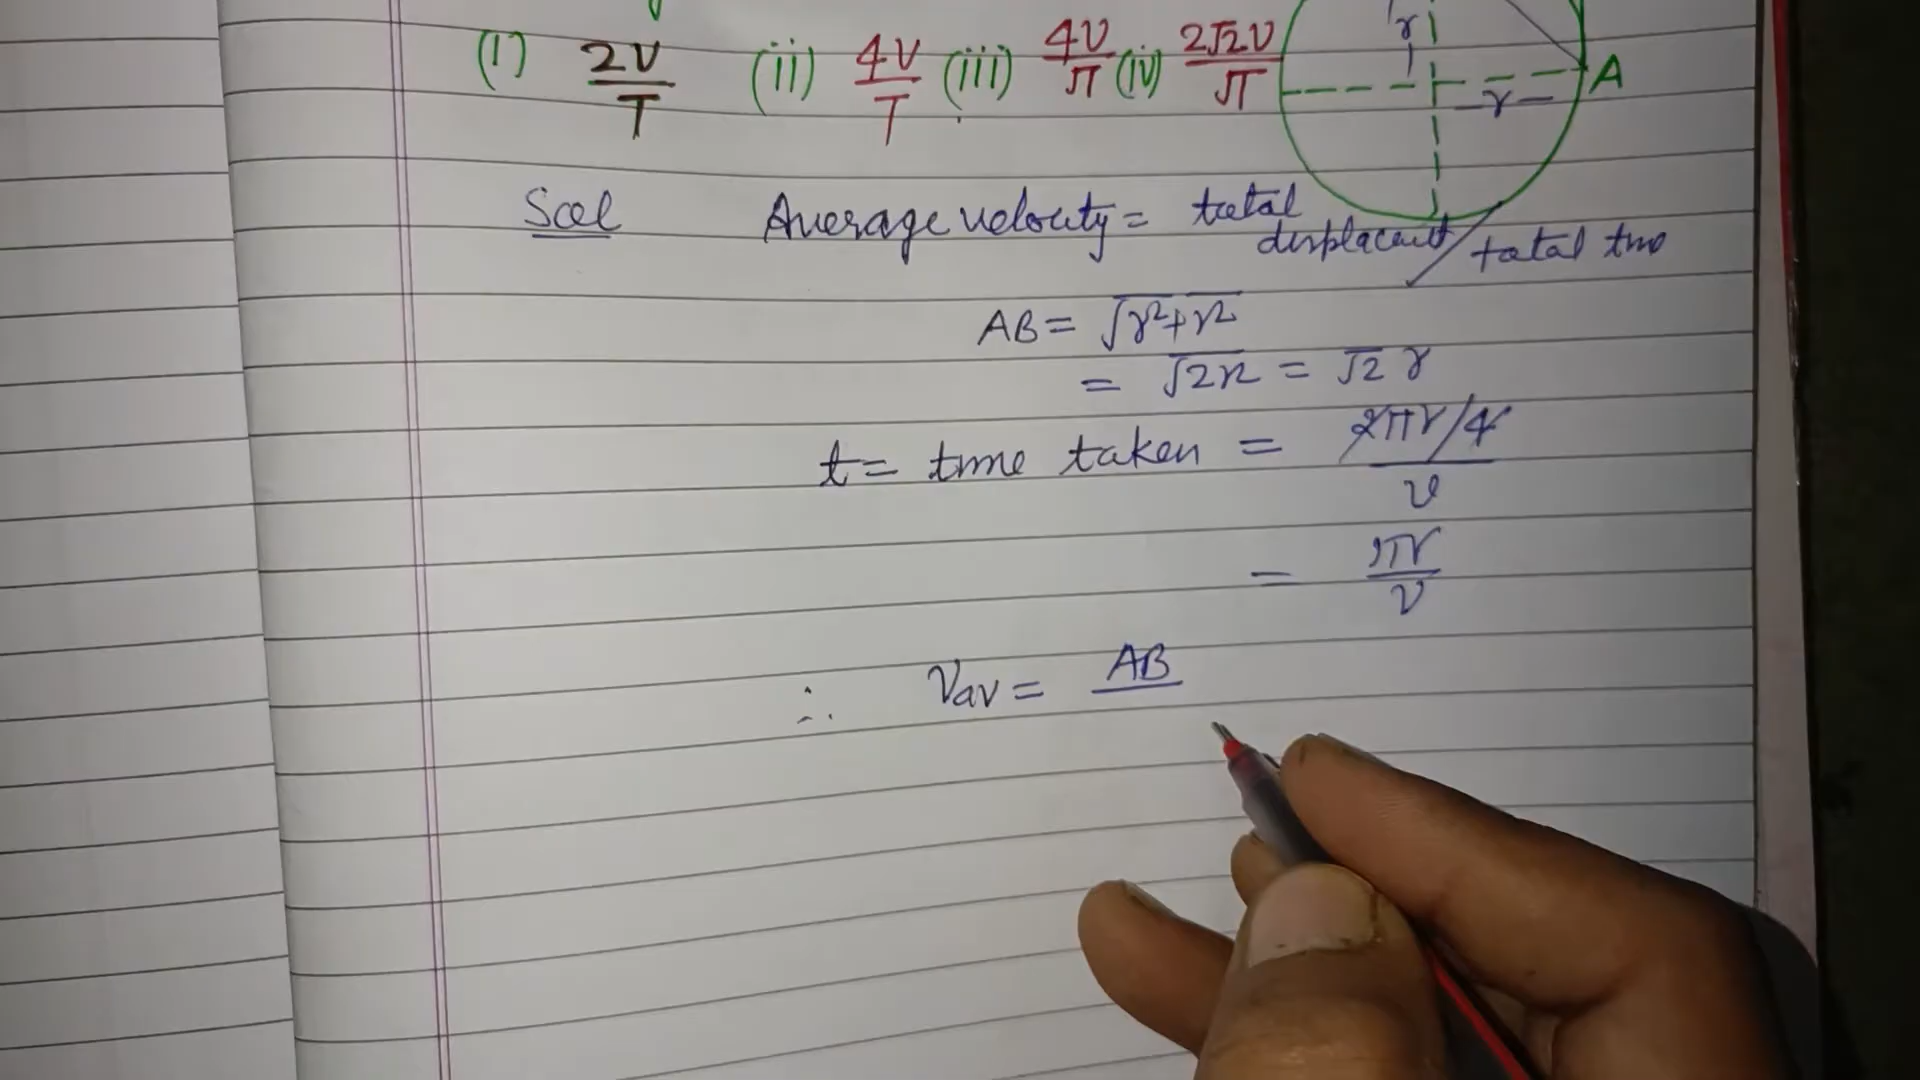 (i) 2v/T (ii) 4v/T (iii) 4v/π (iv) 2√2v/π
r
A
r
Sol Average velocity = total displacement / total time
AB = √r²+r²
= √2r² = √2 r
t = time taken = 2πr/4 / v
= πr / v
∴ Vav = AB